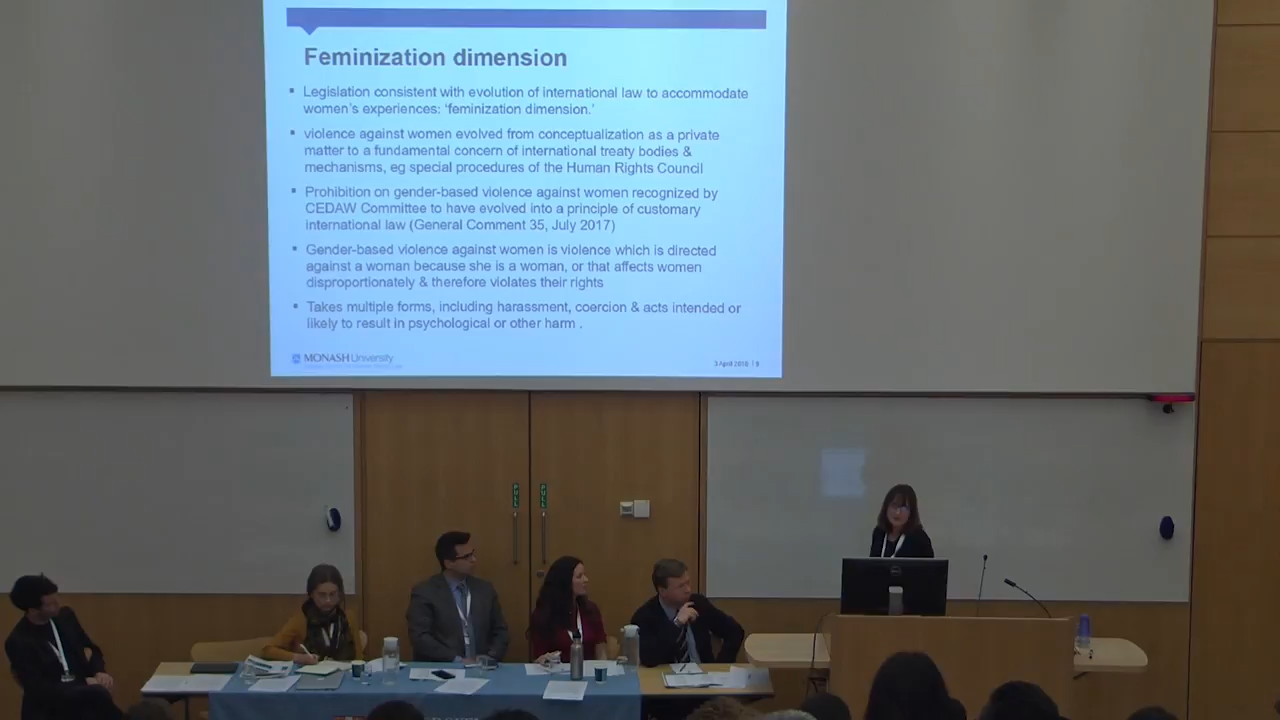 Feminization dimension
▪ Legislation consistent with evolution of international law to accommodate
women's experiences: 'feminization dimension.'
▪ violence against women evolved from conceptualization as a private
matter to a fundamental concern of international treaty bodies &
mechanisms, eg special procedures of the Human Rights Council
▪ Prohibition on gender-based violence against women recognized by
CEDAW Committee to have evolved into a principle of customary
international law (General Comment 35, July 2017)
▪ Gender-based violence against women is violence which is directed
against a woman because she is a woman, or that affects women
disproportionately & therefore violates their rights
▪ Takes multiple forms, including harassment, coercion & acts intended or
likely to result in psychological or other harm .
MONASH University
PULL
PULL
DELL